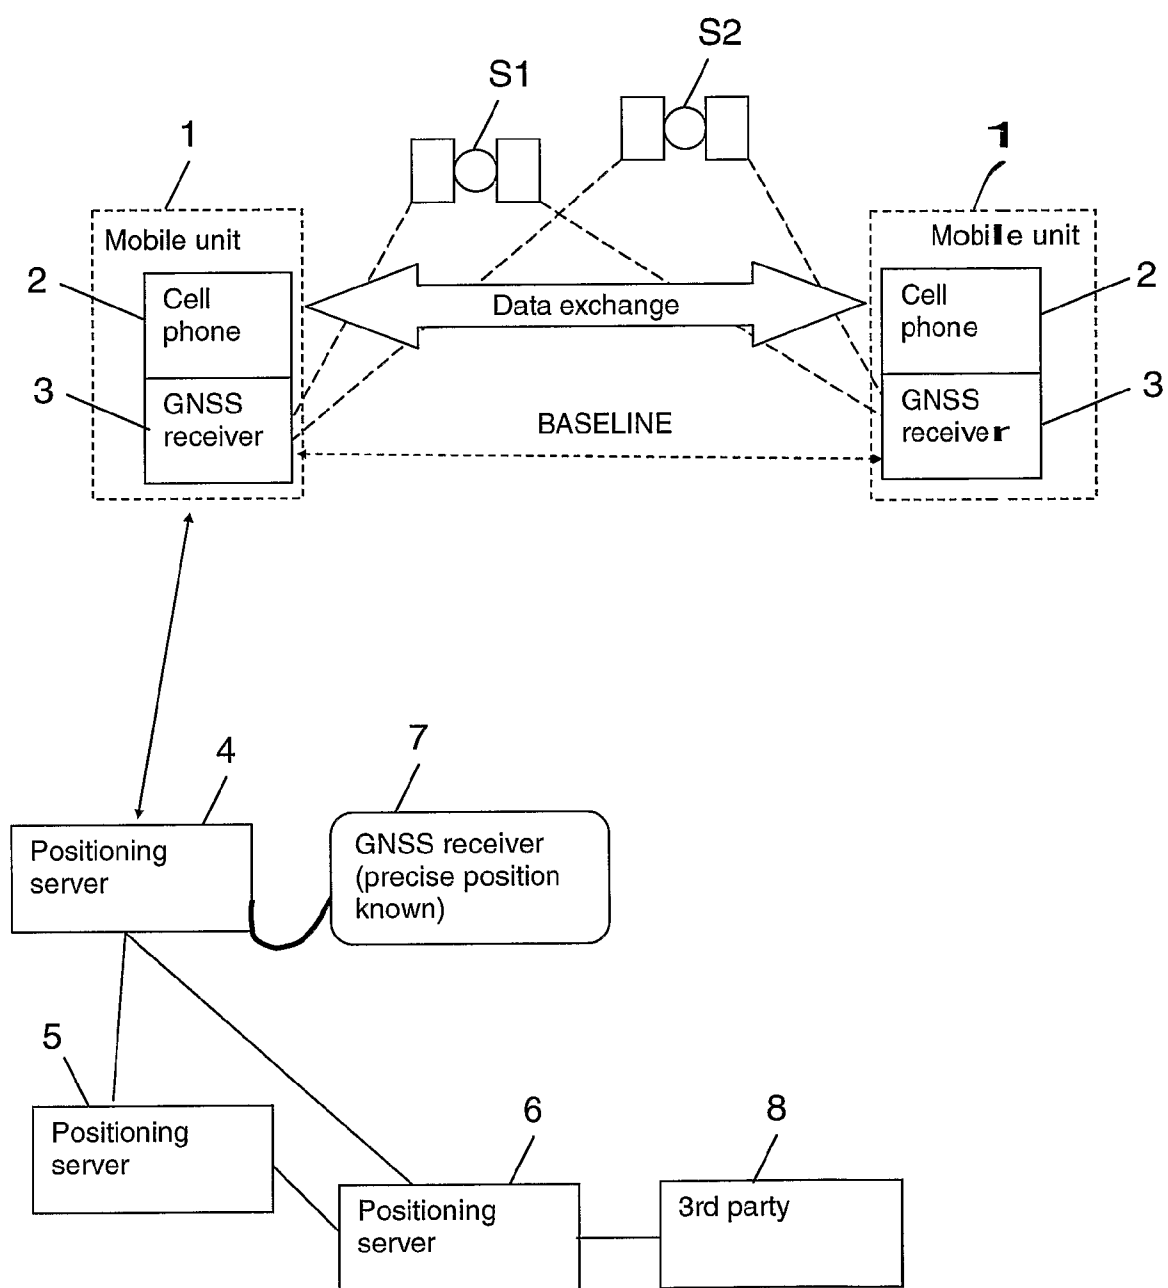 S2
S1
1
1
Mobile unit
Mobile unit
2
Cell
phone
Data exchange
Cell
phone
2
3
GNSS
receiver
BASELINE
GNSS
receiver
3
4
7
Positioning
server
GNSS receiver
(precise position
known)
5
Positioning
server
6
8
Positioning
server
3rd party